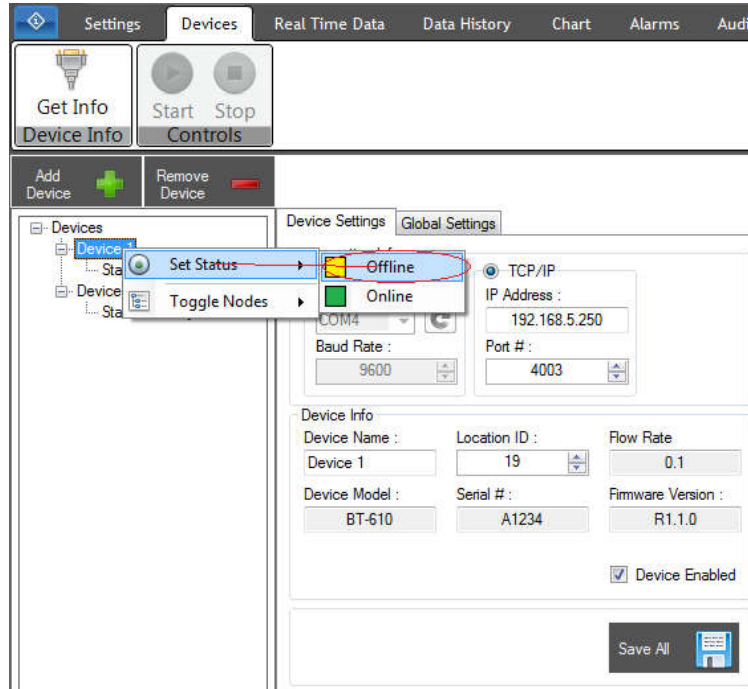 Settings Devices Real Time Data Data History Chart Alarms
Get Info
Start Stop
Device Info Controls
Add Device
Remove Device
Devices
Device 1
Device
Set Status
Toggle Nodes
Offline
Online
Device Settings Global Settings
TCP/IP
IP Address :
COM4
192.168.5.250
Baud Rate :
Port # :
9600
4003
Device Info
Device Name :
Location ID :
Flow Rate
Device 1
19
0.1
Device Model :
Serial # :
Firmware Version :
BT-610
A1234
R1.1.0
Device Enabled
Save All